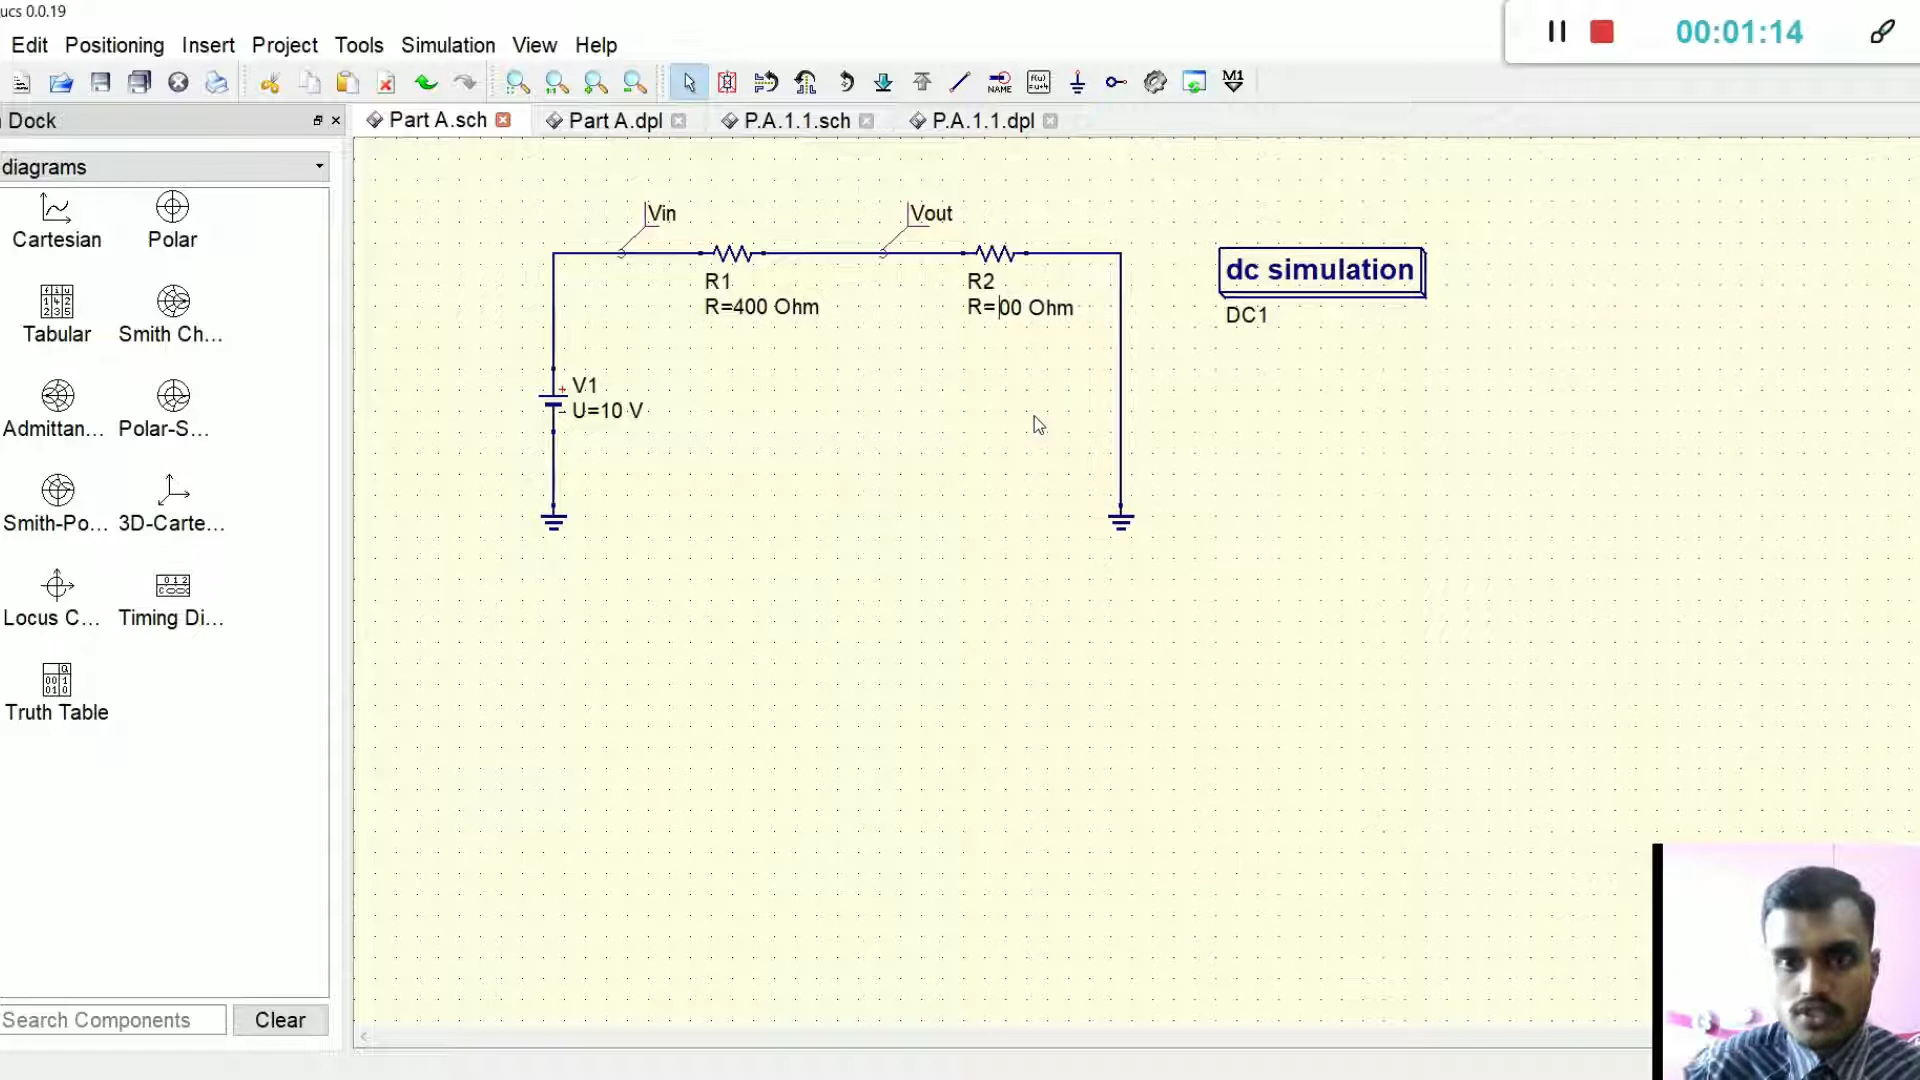 ucs 0.0.19
Edit Positioning Insert Project Tools Simulation View Help
00:01:14
NAME
M1
Dock
Part A.sch Part A.dpl P.A.1.1.sch P.A.1.1.dpl
diagrams
Cartesian Polar
Tabular Smith Ch...
Admittan... Polar-S...
Smith-Po... 3D-Carte...
Locus C... Timing Di...
Truth Table
Search Components Clear
Vin
Vout
R1
R=400 Ohm
R2
R=00 Ohm
V1
U=10 V
dc simulation
DC1